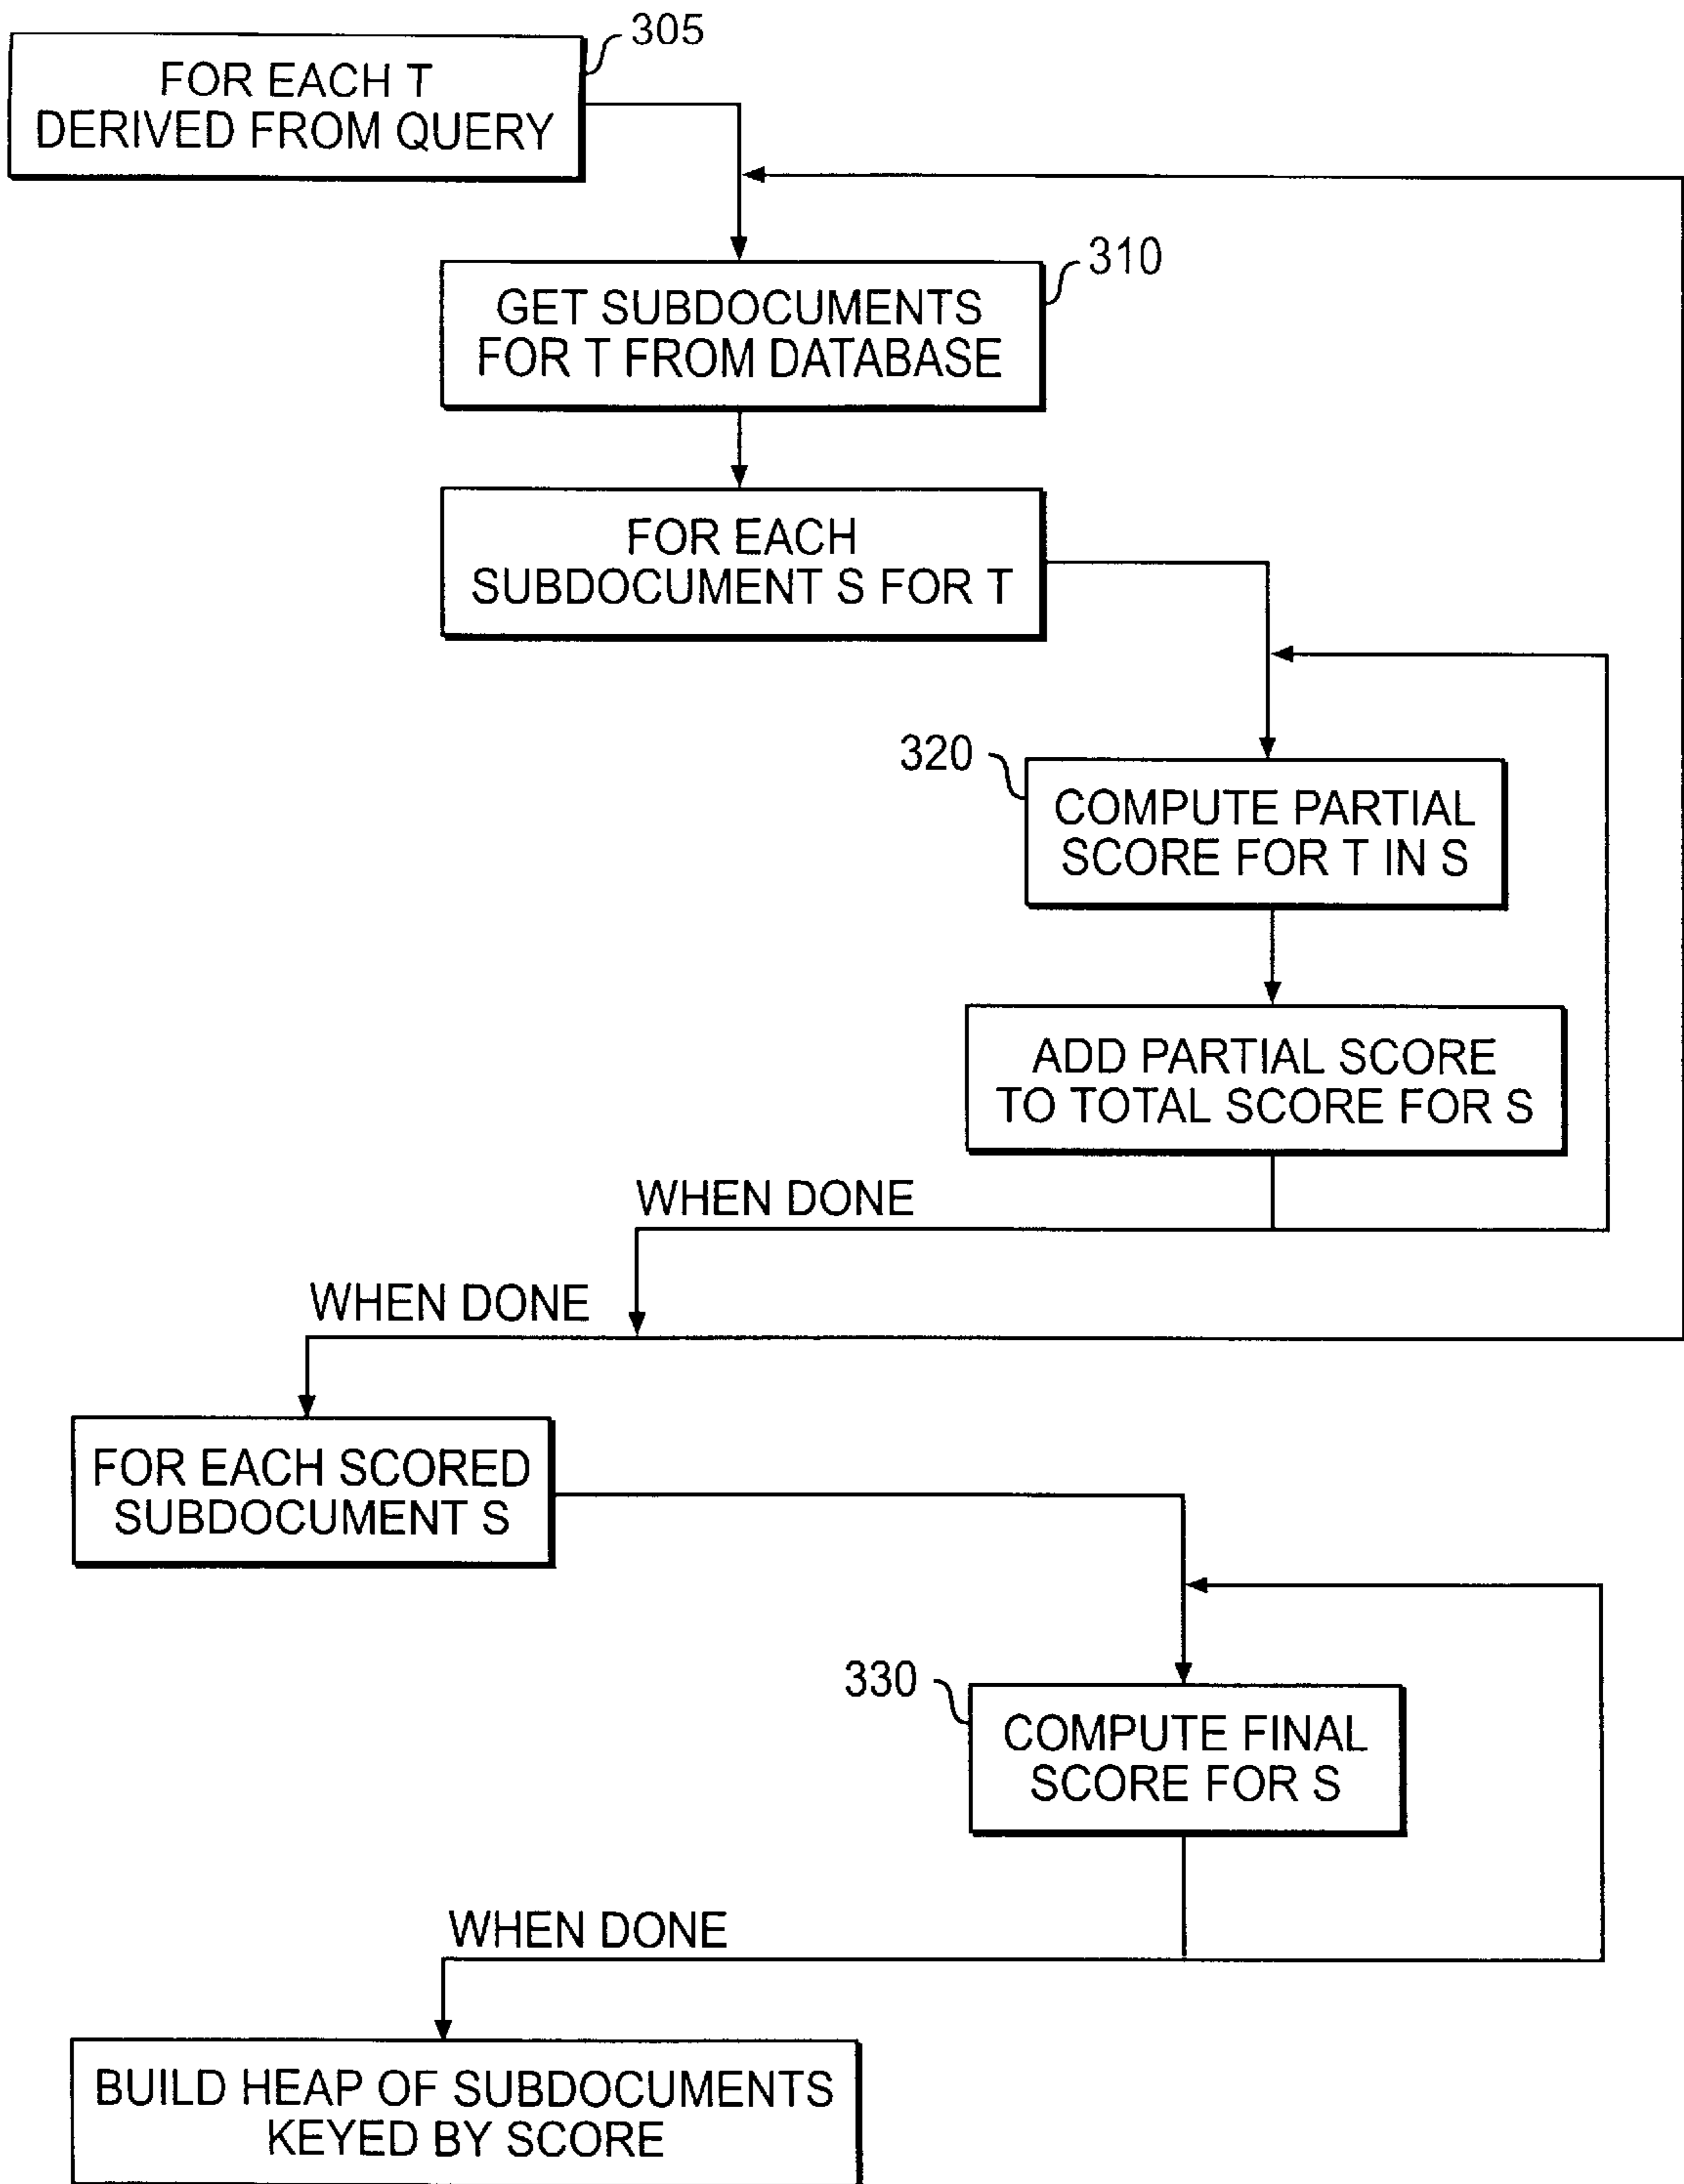 305
FOR EACH T
DERIVED FROM QUERY
310
GET SUBDOCUMENTS
FOR T FROM DATABASE
FOR EACH
SUBDOCUMENT S FOR T
320
COMPUTE PARTIAL
SCORE FOR T IN S
ADD PARTIAL SCORE
TO TOTAL SCORE FOR S
WHEN DONE
WHEN DONE
FOR EACH SCORED
SUBDOCUMENT S
330
COMPUTE FINAL
SCORE FOR S
WHEN DONE
BUILD HEAP OF SUBDOCUMENTS
KEYED BY SCORE